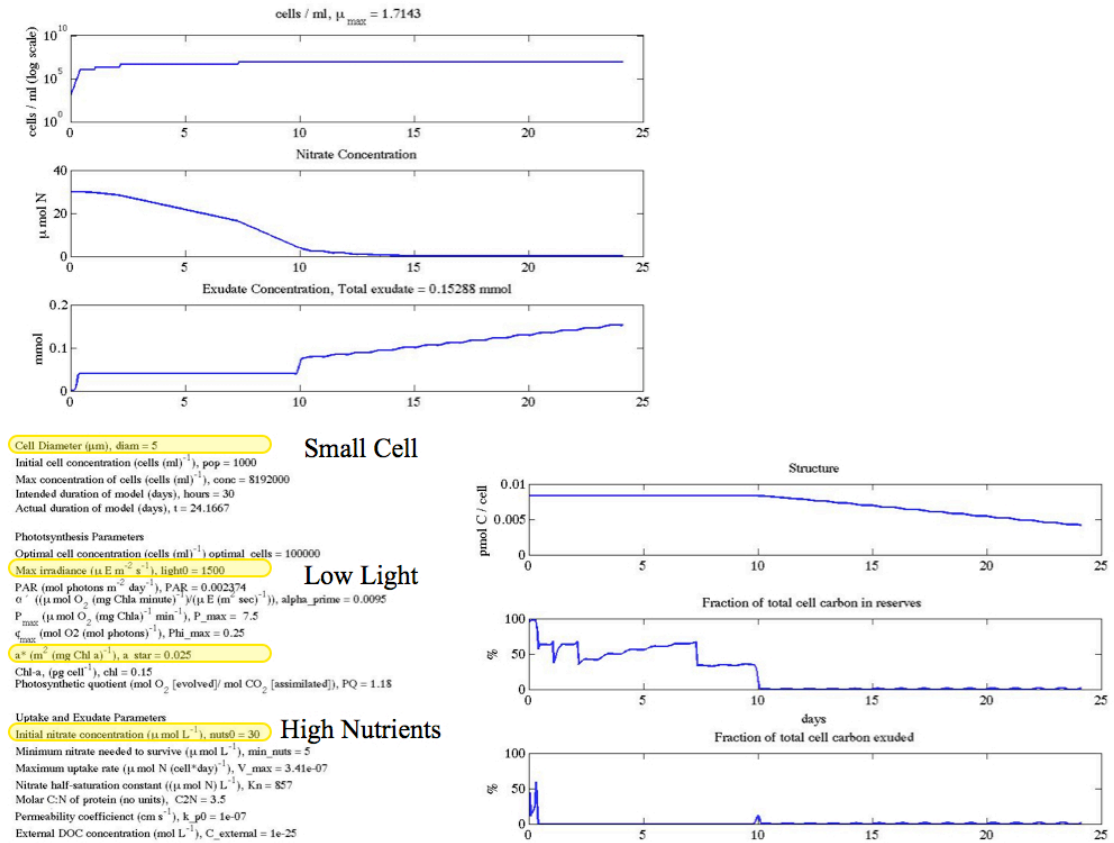 cells / ml, μ max = 1.7143
cells / ml (log scale)
10^10
10^5
10^0
0 5 10 15 20 25
Nitrate Concentration
μ mol N
40
20
0
0 5 10 15 20 25
Exudate Concentration, Total exudate = 0.15288 mmol
mmol
0.2
0.1
0
0 5 10 15 20 25
Cell Diameter (μm), diam = 5
Small Cell
Initial cell concentration (cells (ml)^-1), pop = 1000
Max concentration of cells (cells (ml)^-1), conc = 8192000
Intended duration of model (days), hours = 30
Actual duration of model (days), t = 24.1667
Photosynthesis Parameters
Optimal cell concentration (cells (ml)^-1) optimal_cells = 100000
Max irradiance (μ E m^-2 s^-1), light0 = 1500
Low Light
PAR (mol photons m^-2 day^-1), PAR = 0.002374
α ´ ((μ mol O2 (mg Chla minute)^-1)/(μ E (m^2 sec)^-1)), alpha_prime = 0.0095
P max (μ mol O2 (mg Chla)^-1 min^-1), P_max = 7.5
max (mol O2 (mol photons)^-1), Phi_max = 0.25
a* (m^2 (mg Chl a)^-1), a_star = 0.025
Chl-a, (pg cell^-1), chl = 0.15
Photosynthetic quotient (mol O2 [evolved]/ mol CO2 [assimilated]), PQ = 1.18
Uptake and Exudate Parameters
Initial nitrate concentration (μ mol L^-1), nuts0 = 30
High Nutrients
Minimum nitrate needed to survive (μ mol L^-1), min_nuts = 5
Maximum uptake rate (μ mol N (cell*day)^-1), V_max = 3.41e-07
Nitrate half-saturation constant ((μ mol N) L^-1), Kn = 857
Molar C:N of protein (no units), C2N = 3.5
Permeability coefficienct (cm s^-1), k_p0 = 1e-07
External DOC concentration (mol L^-1), C_external = 1e-25
Structure
pmol C / cell
0.01
0.005
0
0 5 10 15 20 25
Fraction of total cell carbon in reserves
%
100
50
0
0 5 10 15 20 25
days
Fraction of total cell carbon exuded
%
100
50
0
0 5 10 15 20 25